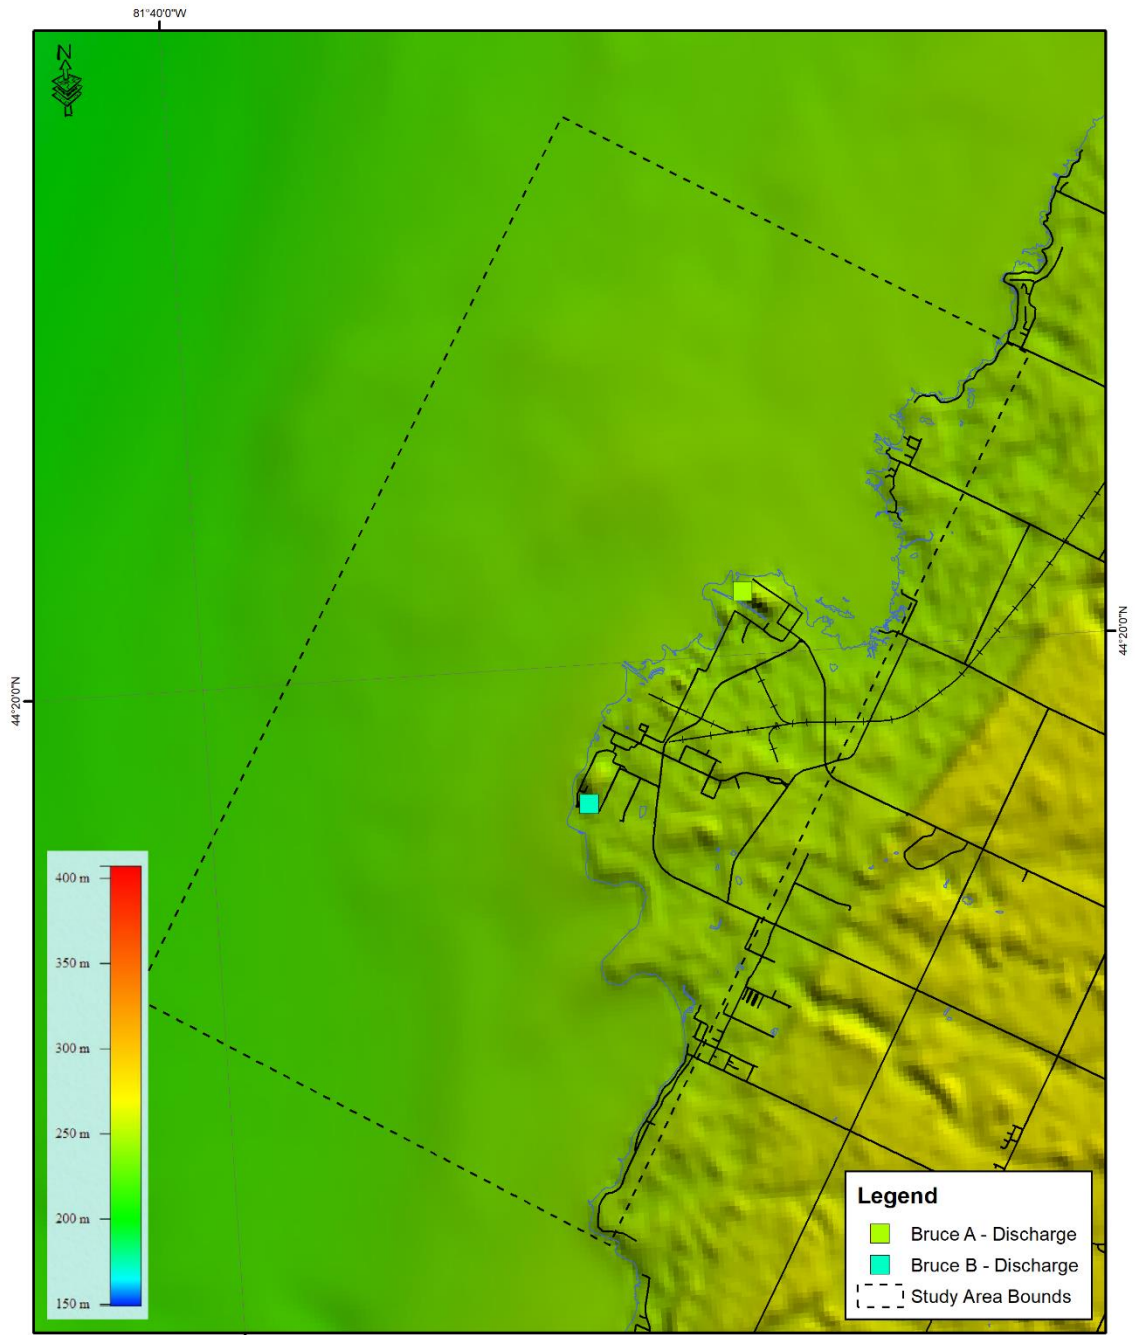 81°40'0"W
N
44°20'0"N
44°20'0"N
400 m
350 m
300 m
250 m
200 m
150 m
Legend
Bruce A - Discharge
Bruce B - Discharge
Study Area Bounds